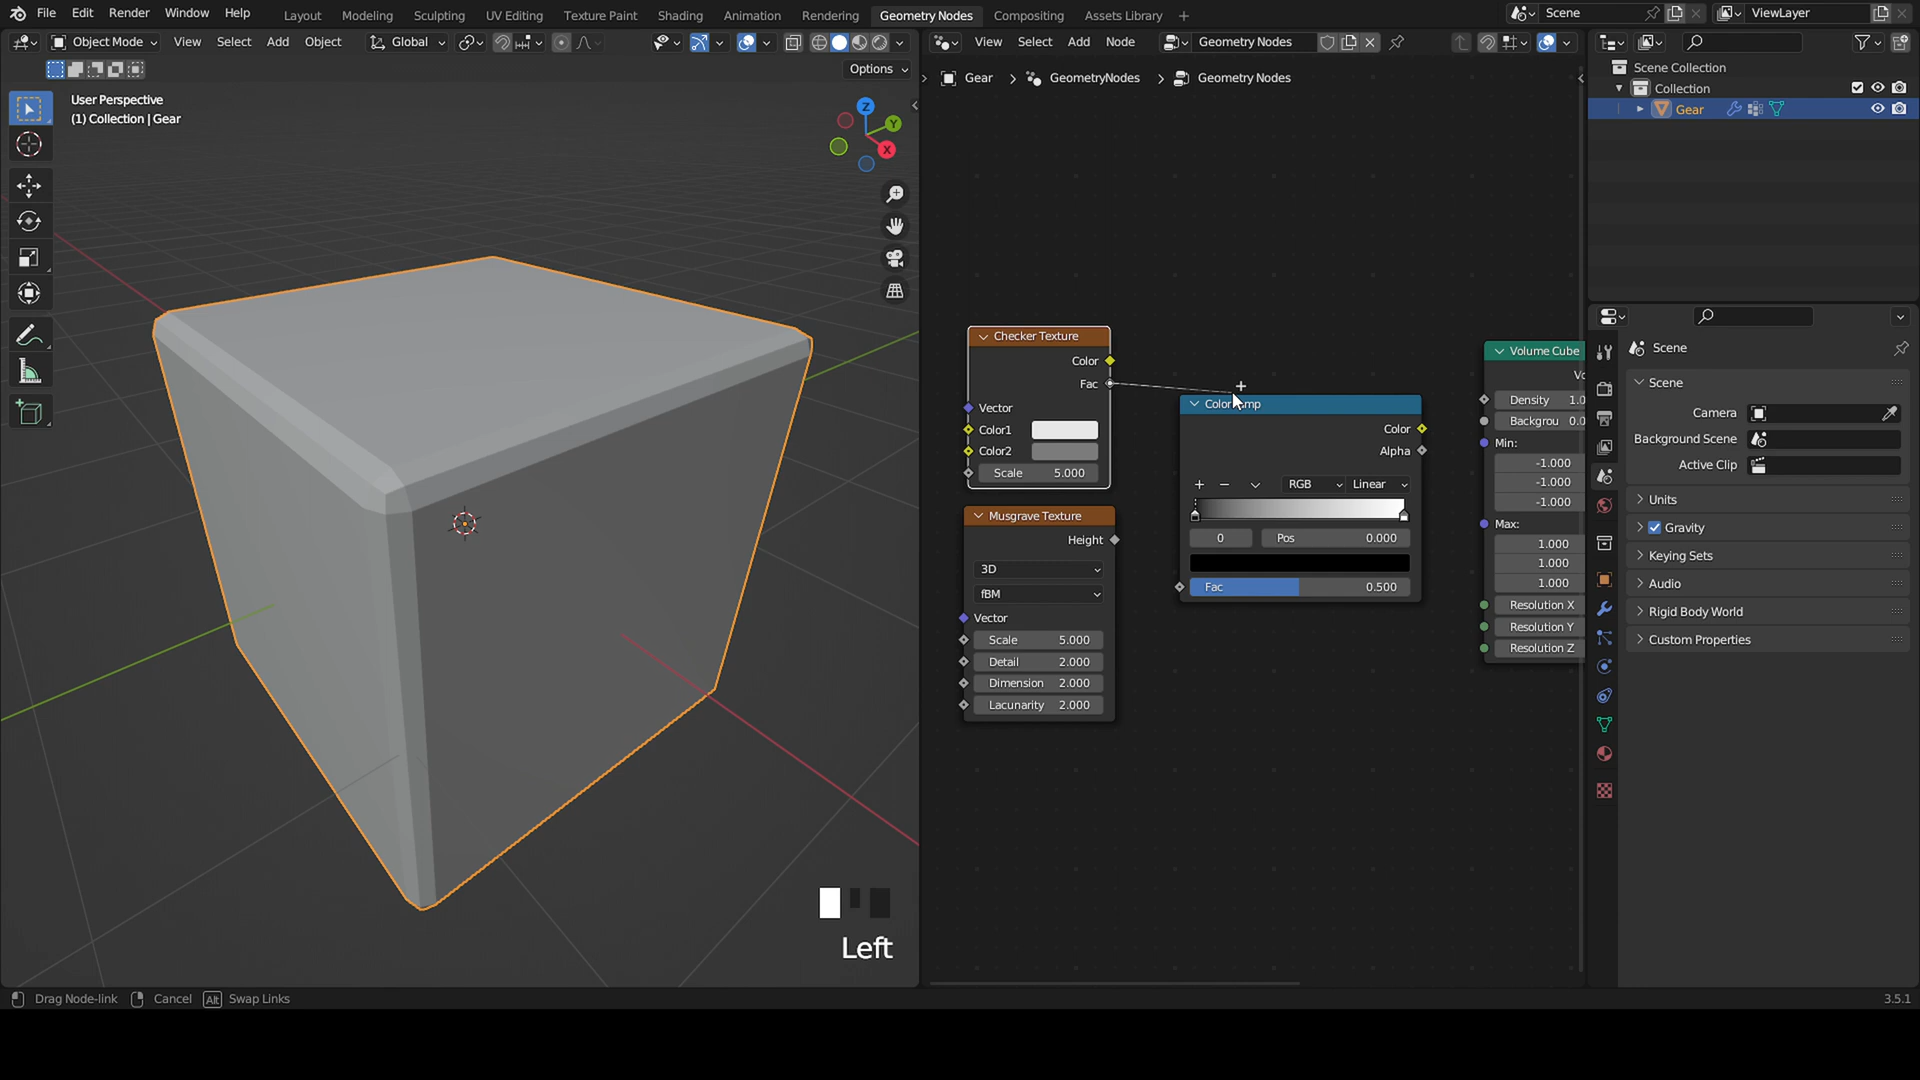 File Edit Render Window Help Layout Modeling Sculpting UV Editing Texture Paint Shading Animation Rendering Geometry Nodes Compositing Assets Library + Scene ViewLayer
Object Mode View Select Add Object Global View Select Add Node Geometry Nodes
Options
Gear > GeometryNodes > Geometry Nodes
User Perspective
(1) Collection | Gear
Z
Y
X
Scene Collection
Collection
Gear
Checker Texture
Color
Fac
Vector
Color1
Color2
Scale 5.000
Musgrave Texture
Height
3D
fBM
Vector
Scale 5.000
Detail 2.000
Dimension 2.000
Lacunarity 2.000
Color
Alpha
RGB Linear
0 Pos 0.000
Fac 0.500
Volume Cube
Density 1.0
Backgrou 0.0
Min:
-1.000
-1.000
-1.000
Max:
1.000
1.000
1.000
Resolution X
Resolution Y
Resolution Z
Scene
Scene
Camera
Background Scene
Active Clip
Units
Gravity
Keying Sets
Audio
Rigid Body World
Custom Properties
Left
Drag Node-link Cancel Alt Swap Links
3.5.1